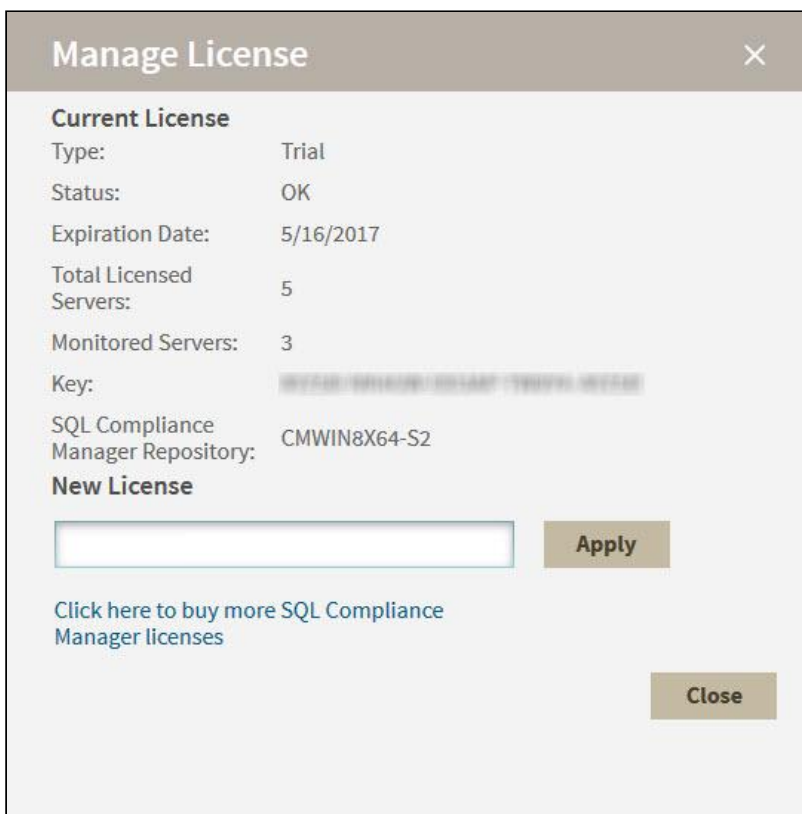 Manage License
Current License
Type: Trial
Status: OK
Expiration Date: 5/16/2017
Total Licensed
Servers: 5
Monitored Servers: 3
Key:
SQL Compliance
Manager Repository: CMWIN8X64-S2
New License
Apply
Click here to buy more SQL Compliance
Manager licenses
Close